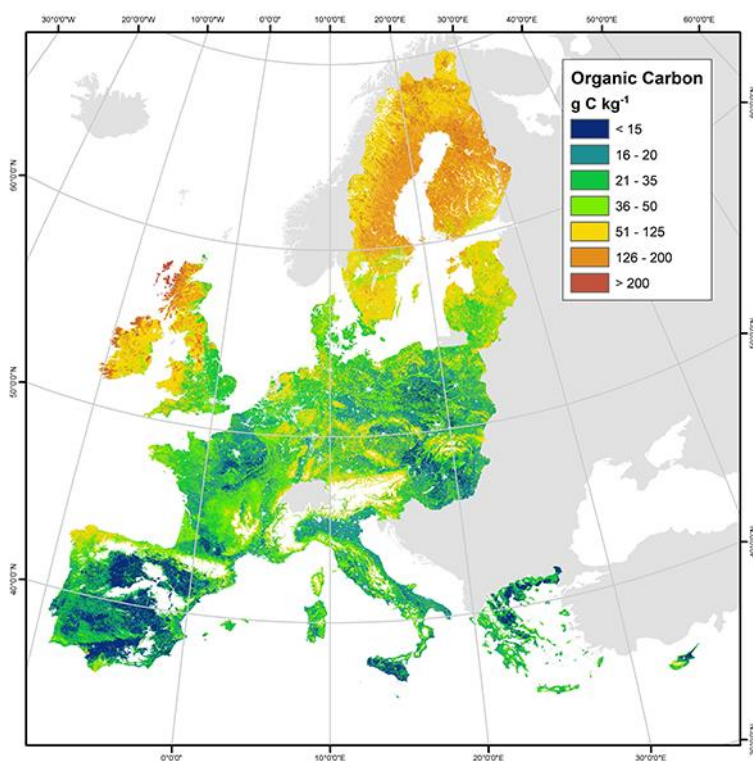 30°0'0"W 20°0'0"W 10°0'0"W 0°0'0" 10°0'0"E 20°0'0"E 30°0'0"E 40°0'0"E 60°0'0"E
Organic Carbon
g C kg⁻¹
< 15
16 - 20
21 - 35
36 - 50
51 - 125
126 - 200
> 200
60°0'0"N
50°0'0"N
40°0'0"N
40°0'0"N
0°0'0" 10°0'0"E 20°0'0"E 30°0'0"E